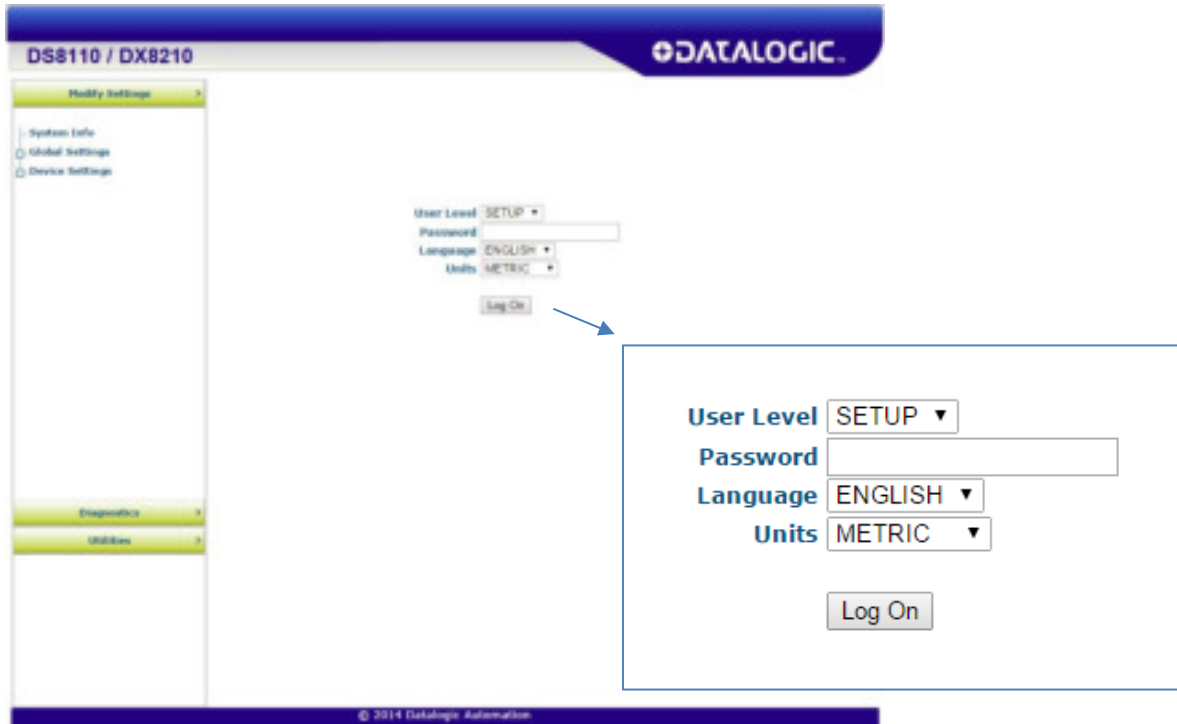 DS8110 / DX8210
DATALOGIC™
Modify Settings
System Info
Global Settings
Device Settings
User Level SETUP
Password
Language ENGLISH
Units METRIC
Log On
User Level SETUP
Password
Language ENGLISH
Units METRIC
Log On
Diagnostics
Utilities
© 2014 Datalogic Automation